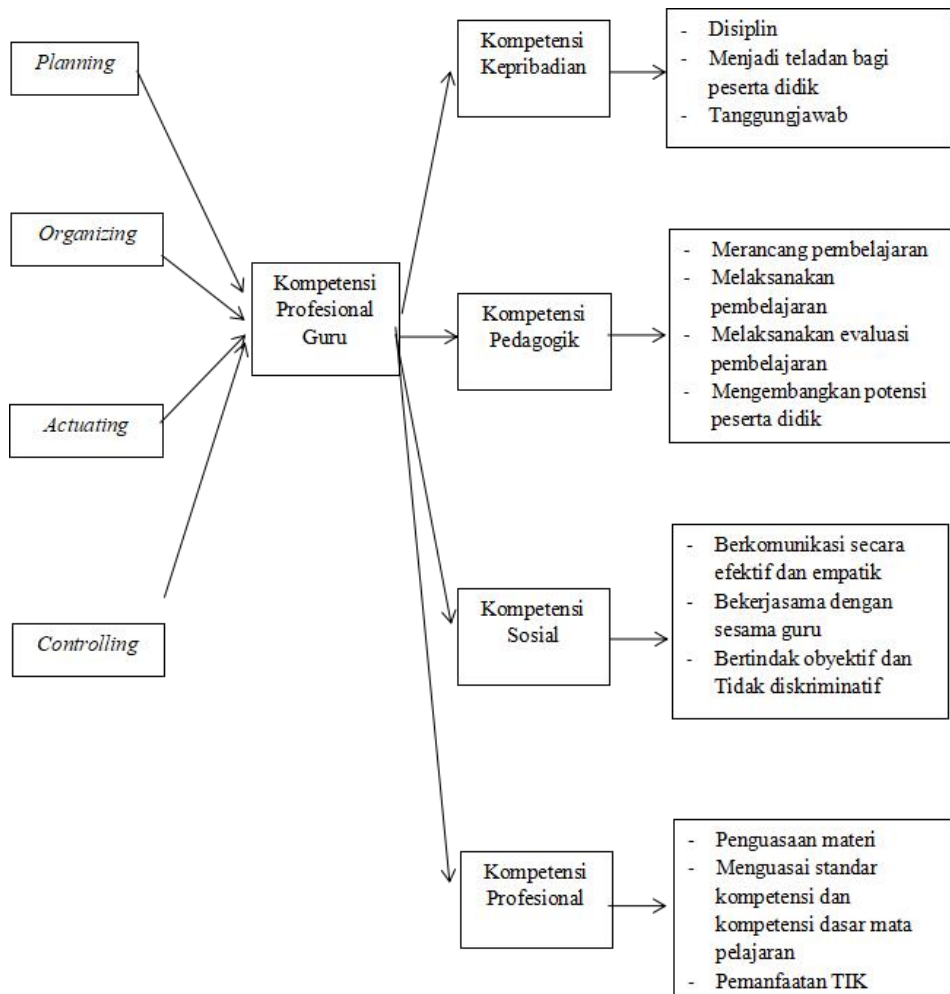 Planning
Organizing
Actuating
Controlling
Kompetensi
Profesional
Guru
Kompetensi
Kepribadian
- Disiplin
- Menjadi teladan bagi
peserta didik
- Tanggungjawab
Kompetensi
Pedagogik
- Merancang pembelajaran
- Melaksanakan
pembelajaran
- Melaksanakan evaluasi
pembelajaran
- Mengembangkan potensi
peserta didik
Kompetensi
Sosial
- Berkomunikasi secara
efektif dan empatik
- Bekerjasama dengan
sesama guru
- Bertindak obyektif dan
Tidak diskriminatif
Kompetensi
Profesional
- Penguasaan materi
- Menguasai standar
kompetensi dan
kompetensi dasar mata
pelajaran
- Pemanfaatan TIK